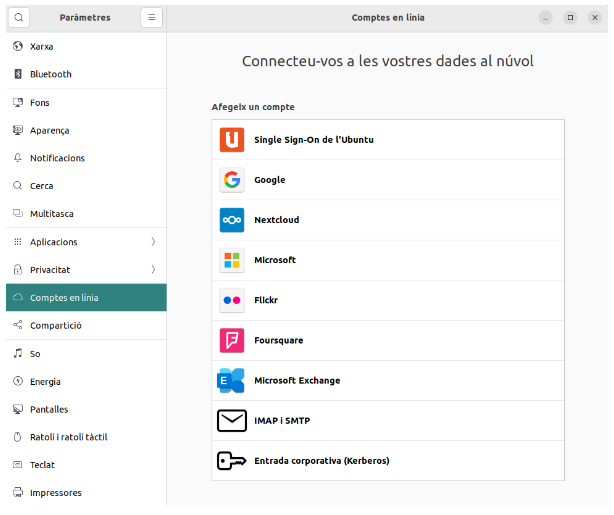 Paràmetres
Comptes en línia
Xarxa
Bluetooth
Fons
Aparença
Notificacions
Cerca
Multitasca
Aplicacions
Privacitat
Comptes en línia
Compartició
So
Energia
Pantalles
Ratolí i ratolí tàctil
Teclat
Impressores
Connecteu-vos a les vostres dades al núvol
Afegeix un compte
Single Sign-On de l'Ubuntu
Google
Nextcloud
Microsoft
Flickr
Foursquare
Microsoft Exchange
IMAP i SMTP
Entrada corporativa (Kerberos)